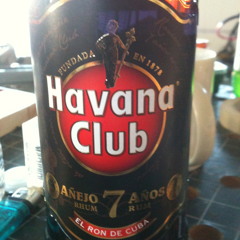 FUNDADA EN 1878
Havana
Club
AÑEJO 7 AÑOS
RHUM RUM
EL RON DE CUBA